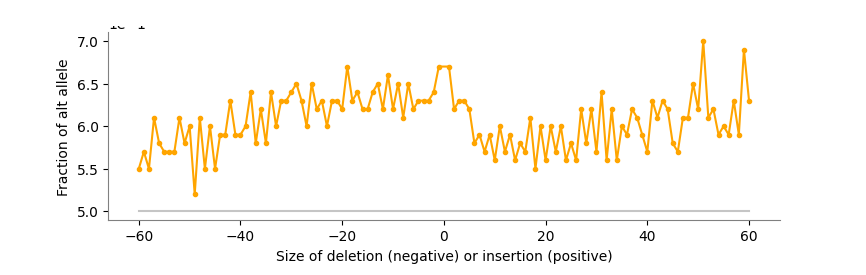 7.0
6.5
6.0
5.5
5.0
Fraction of alt allele
−60 −40 −20 0 20 40 60
Size of deletion (negative) or insertion (positive)